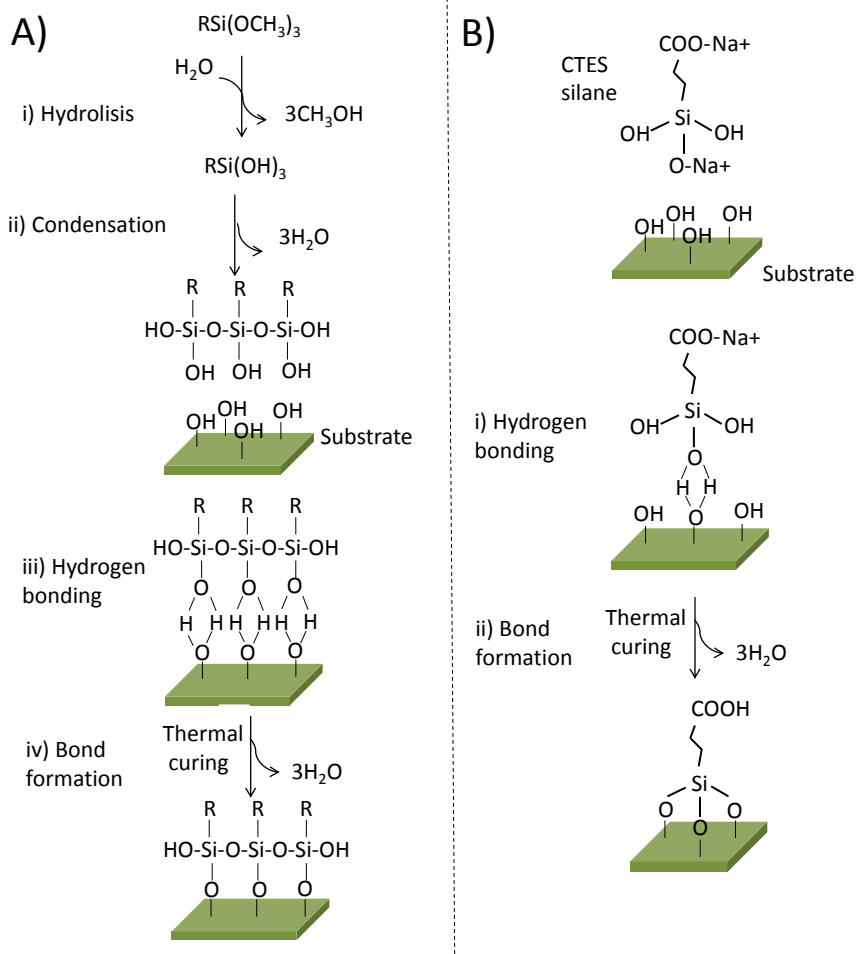 A)
RSi(OCH₃)₃
H₂O
i) Hydrolisis
3CH₃OH
RSi(OH)₃
ii) Condensation
3H₂O
R R R
HO-Si-O-Si-O-Si-OH
OH OH OH
OH OH OH OH
Substrate
R R R
HO-Si-O-Si-O-Si-OH
iii) Hydrogen
bonding
O O O
H H H H H H
O O O
iv) Bond
formation
Thermal
curing
3H₂O
R R R
HO-Si-O-Si-O-Si-OH
O O O
B)
COO-Na+
CTES
silane
Si
OH OH
O-Na+
OH OH OH OH
Substrate
COO-Na+
Si
i) Hydrogen
bonding
OH OH
O
H H
OH O OH
ii) Bond
formation
Thermal
curing
3H₂O
COOH
Si
O O O